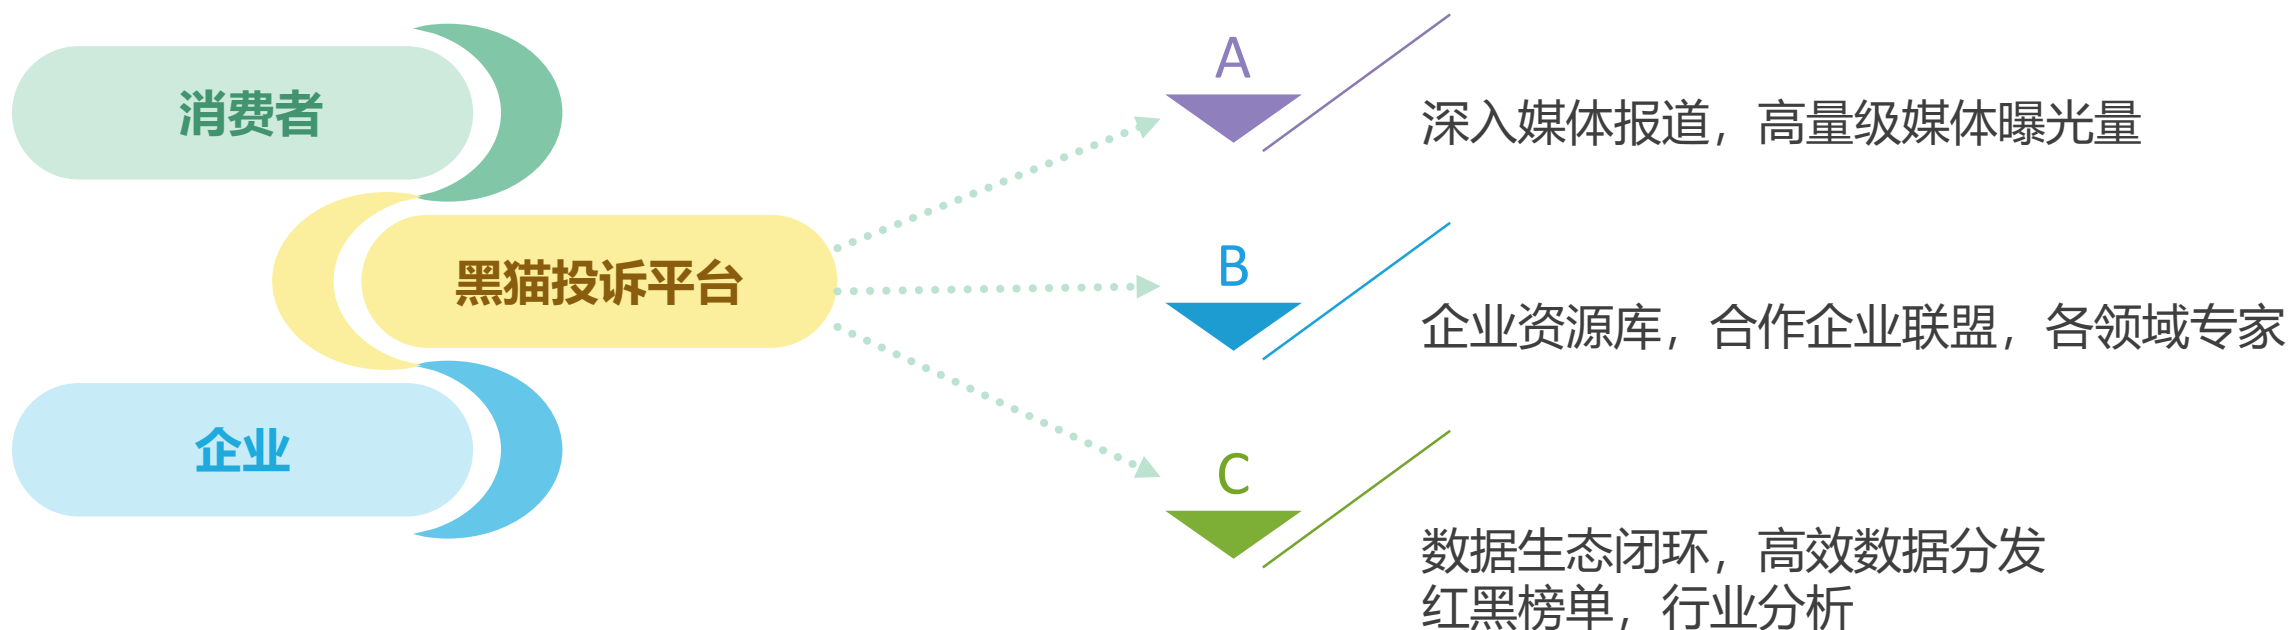 消费者
黑猫投诉平台
企业
A
深入媒体报道，高量级媒体曝光量
B
企业资源库，合作企业联盟，各领域专家
C
数据生态闭环，高效数据分发
红黑榜单，行业分析